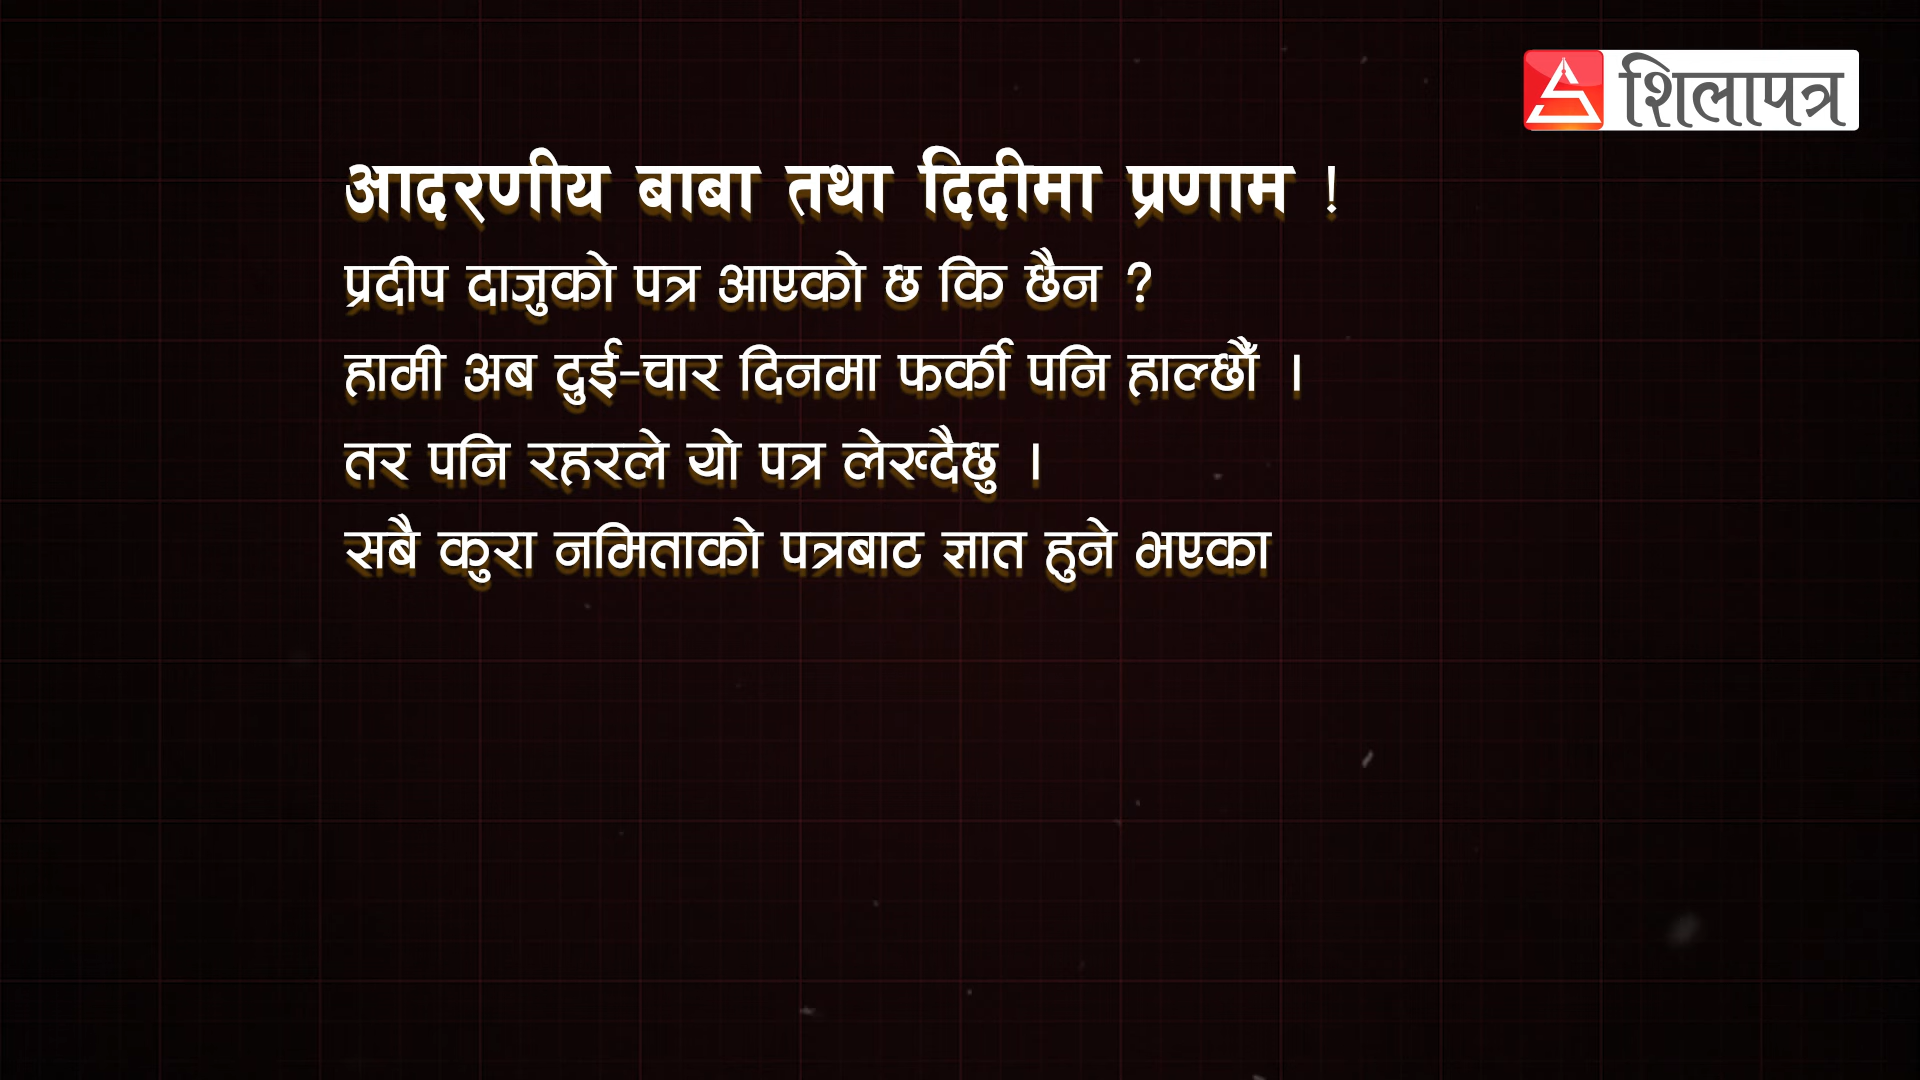 शिलापत्र
आदरणीय बाबा तथा दिदीमा प्रणाम !
प्रदीप दाजुको पत्र आएको छ कि छैन ?
हामी अब दुई-चार दिनमा फर्की पनि हाल्छौँ ।
तर पनि रहरले यो पत्र लेख्दैछु ।
सबै कुरा नमिताको पत्रबाट ज्ञात हुने भएका